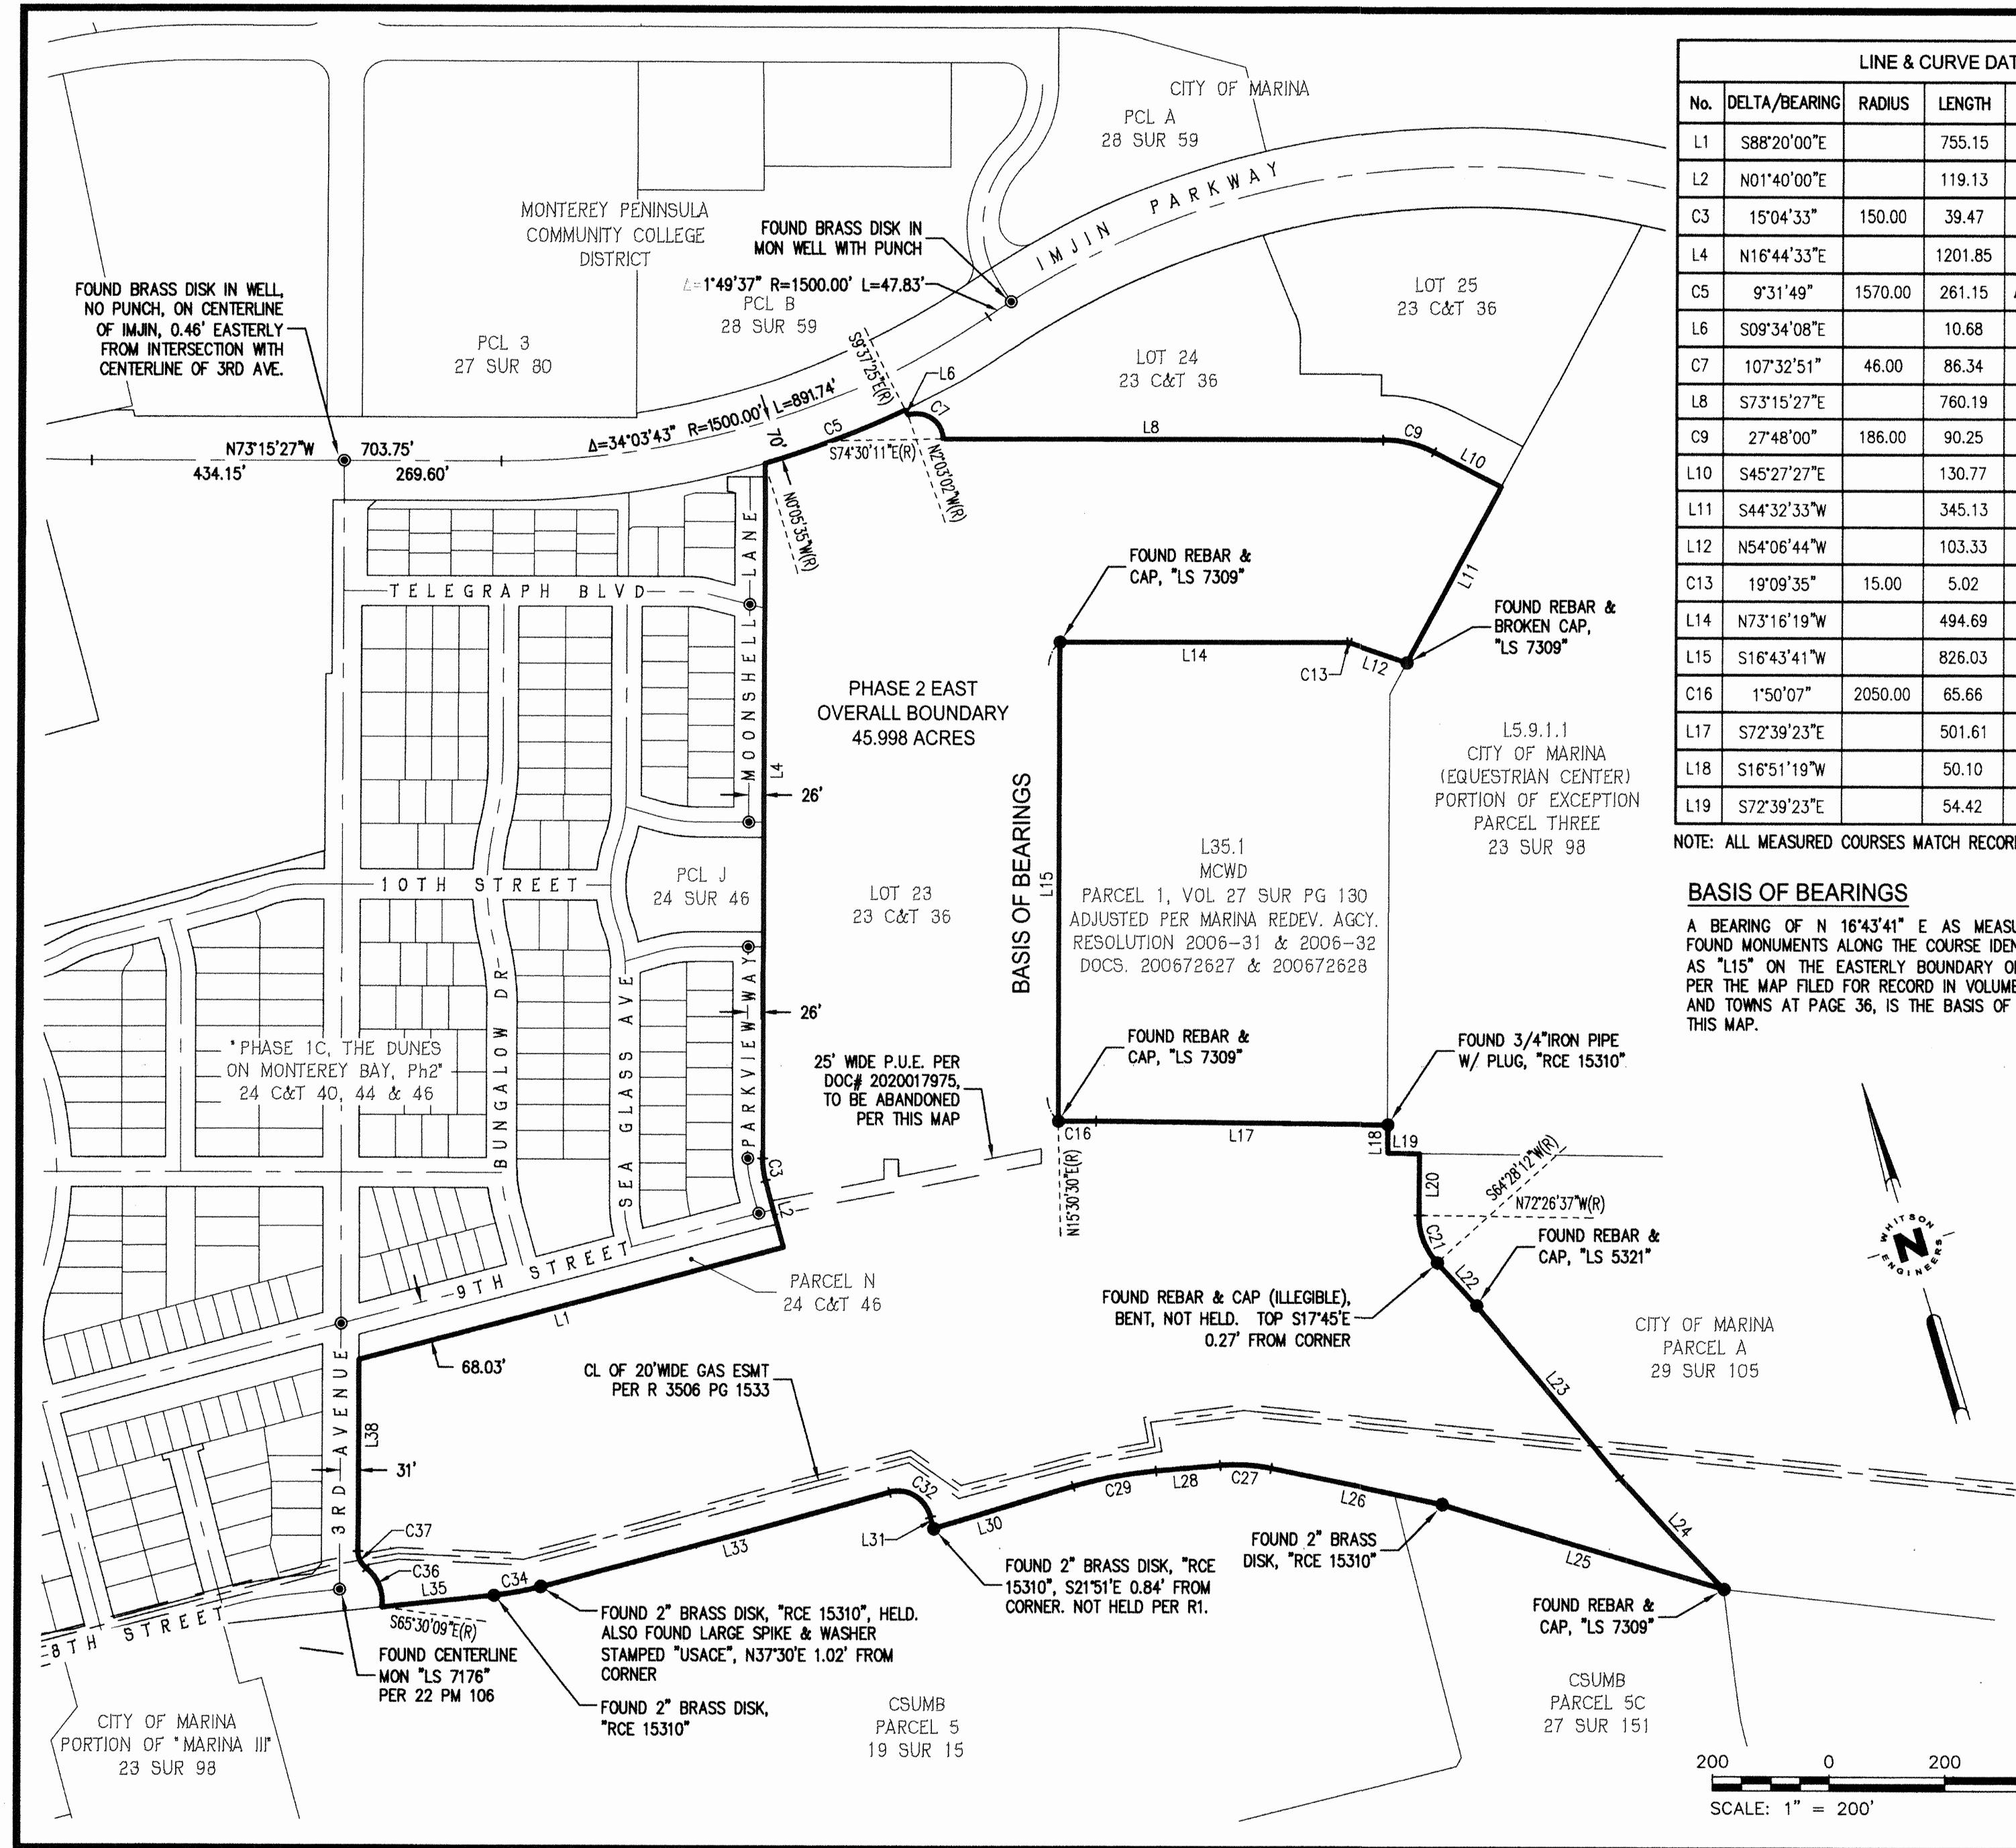 CITY OF MARINA
PCL A
28 SUR 59
IMJIN PARKWAY
MONTEREY PENINSULA
COMMUNITY COLLEGE
DISTRICT
FOUND BRASS DISK IN
MON WELL WITH PUNCH
Δ=1°49'37" R=1500.00' L=47.83'
PCL B
28 SUR 59
FOUND BRASS DISK IN WELL,
NO PUNCH, ON CENTERLINE
OF IMJIN, 0.46' EASTERLY
FROM INTERSECTION WITH
CENTERLINE OF 3RD AVE.
PCL 3
27 SUR 80
LOT 25
23 C&T 36
LOT 24
23 C&T 36
S9°37'25"E(R)
L6
C7
C5
L8
C9
L10
N73°15'27"W 703.75'
434.15' 269.60'
Δ=34°03'43" R=1500.00' L=891.74'
70'
S74°30'11"E(R)
N2°03'02"W(R)
N0°05'35"W(R)
TELEGRAPH BLVD
MOONSHELL LANE
FOUND REBAR &
CAP, "LS 7309"
L11
FOUND REBAR &
BROKEN CAP,
"LS 7309"
L14
C13
L12
PHASE 2 EAST
OVERALL BOUNDARY
45.998 ACRES
L4
26'
BASIS OF BEARINGS
L15
L5.9.1.1
CITY OF MARINA
(EQUESTRIAN CENTER)
PORTION OF EXCEPTION
PARCEL THREE
23 SUR 98
L35.1
MCWD
PARCEL 1, VOL 27 SUR PG 130
ADJUSTED PER MARINA REDEV. AGCY.
RESOLUTION 2006-31 & 2006-32
DOCS. 200672627 & 200672628
10TH STREET
PCL J
24 SUR 46
LOT 23
23 C&T 36
BUNGALOW DR
SEA GLASS AVE
PARKVIEW WAY
26'
"PHASE 1C, THE DUNES
ON MONTEREY BAY, Ph2"
24 C&T 40, 44 & 46
25' WIDE P.U.E. PER
DOC# 2020017975,
TO BE ABANDONED
PER THIS MAP
FOUND REBAR &
CAP, "LS 7309"
FOUND 3/4"IRON PIPE
W/ PLUG, "RCE 15310"
C16
L17
L18
L19
L20
N15°30'30"E(R)
S64°28'12"W(R)
N72°26'37"W(R)
C21
C3
L2
9TH STREET
L1
PARCEL N
24 C&T 46
FOUND REBAR &
CAP, "LS 5321"
L22
FOUND REBAR & CAP (ILLEGIBLE),
BENT, NOT HELD. TOP S17°45'E
0.27' FROM CORNER
CITY OF MARINA
PARCEL A
29 SUR 105
L23
68.03'
CL OF 20'WIDE GAS ESMT
PER R 3506 PG 1533
3RD AVENUE
L38
31'
C37
C36
L35
C34
L33
C32
L31
L30
C29
L28
C27
L26
L25
L24
FOUND 2" BRASS
DISK, "RCE 15310"
FOUND 2" BRASS DISK, "RCE
15310", S21°51'E 0.84' FROM
CORNER. NOT HELD PER R1.
FOUND REBAR &
CAP, "LS 7309"
8TH STREET
S65°30'09"E(R)
FOUND CENTERLINE
MON "LS 7176"
PER 22 PM 106
FOUND 2" BRASS DISK, "RCE 15310", HELD.
ALSO FOUND LARGE SPIKE & WASHER
STAMPED "USACE", N37°30'E 1.02' FROM
CORNER
FOUND 2" BRASS DISK,
"RCE 15310"
CITY OF MARINA
PORTION OF "MARINA III"
23 SUR 98
CSUMB
PARCEL 5
19 SUR 15
CSUMB
PARCEL 5C
27 SUR 151
LINE & CURVE DAT
No. DELTA/BEARING RADIUS LENGTH
L1 S88°20'00"E 755.15
L2 N01°40'00"E 119.13
C3 15°04'33" 150.00 39.47
L4 N16°44'33"E 1201.85
C5 9°31'49" 1570.00 261.15
L6 S09°34'08"E 10.68
C7 107°32'51" 46.00 86.34
L8 S73°15'27"E 760.19
C9 27°48'00" 186.00 90.25
L10 S45°27'27"E 130.77
L11 S44°32'33"W 345.13
L12 N54°06'44"W 103.33
C13 19°09'35" 15.00 5.02
L14 N73°16'19"W 494.69
L15 S16°43'41"W 826.03
C16 1°50'07" 2050.00 65.66
L17 S72°39'23"E 501.61
L18 S16°51'19"W 50.10
L19 S72°39'23"E 54.42
NOTE: ALL MEASURED COURSES MATCH RECOR
BASIS OF BEARINGS
A BEARING OF N 16°43'41" E AS MEASU
FOUND MONUMENTS ALONG THE COURSE IDEN
AS "L15" ON THE EASTERLY BOUNDARY O
PER THE MAP FILED FOR RECORD IN VOLUME
AND TOWNS AT PAGE 36, IS THE BASIS OF
THIS MAP.
WHITSON
N
ENGINEERS
200 0 200
SCALE: 1" = 200'